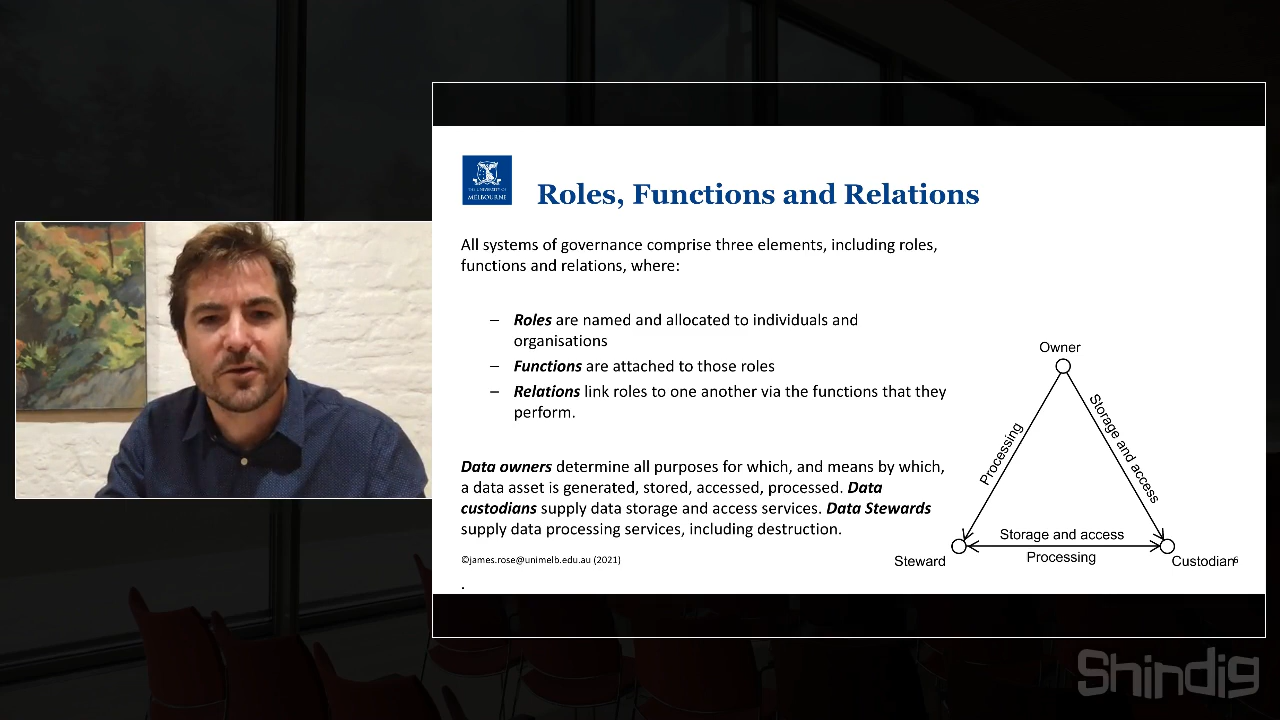 THE UNIVERSITY OF
MELBOURNE
Roles, Functions and Relations
All systems of governance comprise three elements, including roles,
functions and relations, where:
– Roles are named and allocated to individuals and
organisations
– Functions are attached to those roles
– Relations link roles to one another via the functions that they
perform.
Data owners determine all purposes for which, and means by which,
a data asset is generated, stored, accessed, processed. Data
custodians supply data storage and access services. Data Stewards
supply data processing services, including destruction.
©james.rose@unimelb.edu.au (2021)
.
Owner
Processing
Storage and access
Storage and access
Processing
Steward
Custodian
6
Shindig